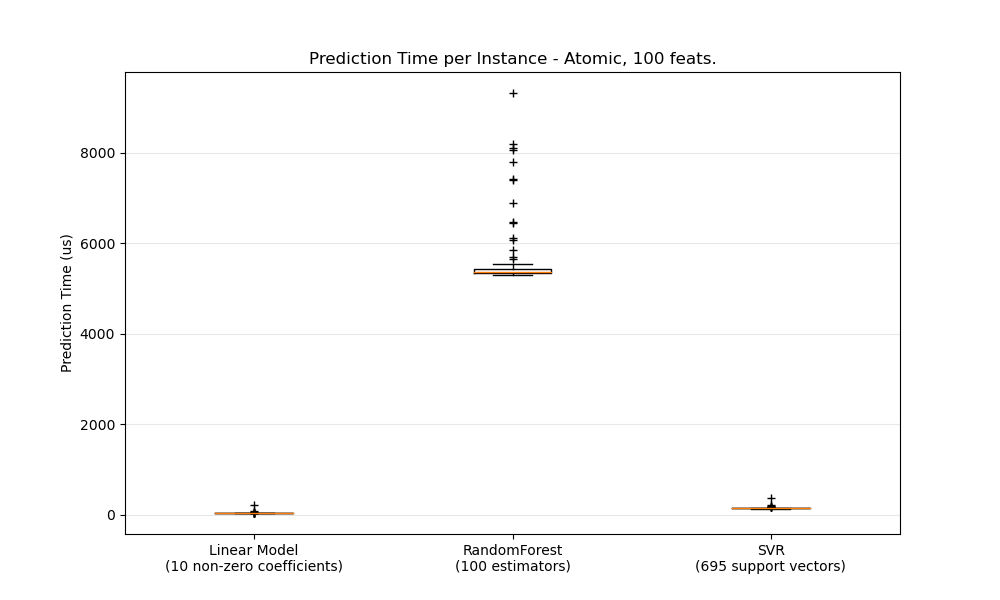 Prediction Time per Instance - Atomic, 100 feats.
Prediction Time (us)
8000
6000
4000
2000
0
Linear Model
(10 non-zero coefficients)
RandomForest
(100 estimators)
SVR
(695 support vectors)